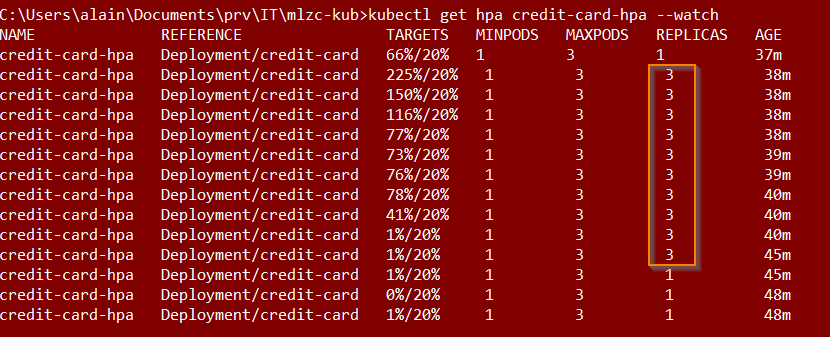 C:\Users\alain\Documents\prv\IT\mlzc-kub>kubectl get hpa credit-card-hpa --watch
NAME REFERENCE TARGETS MINPODS MAXPODS REPLICAS AGE
credit-card-hpa Deployment/credit-card 66%/20% 1 3 1 37m
credit-card-hpa Deployment/credit-card 225%/20% 1 3 3 38m
credit-card-hpa Deployment/credit-card 150%/20% 1 3 3 38m
credit-card-hpa Deployment/credit-card 116%/20% 1 3 3 38m
credit-card-hpa Deployment/credit-card 77%/20% 1 3 3 38m
credit-card-hpa Deployment/credit-card 73%/20% 1 3 3 39m
credit-card-hpa Deployment/credit-card 76%/20% 1 3 3 39m
credit-card-hpa Deployment/credit-card 78%/20% 1 3 3 40m
credit-card-hpa Deployment/credit-card 41%/20% 1 3 3 40m
credit-card-hpa Deployment/credit-card 1%/20% 1 3 3 40m
credit-card-hpa Deployment/credit-card 1%/20% 1 3 3 45m
credit-card-hpa Deployment/credit-card 1%/20% 1 3 1 45m
credit-card-hpa Deployment/credit-card 0%/20% 1 3 1 48m
credit-card-hpa Deployment/credit-card 1%/20% 1 3 1 48m